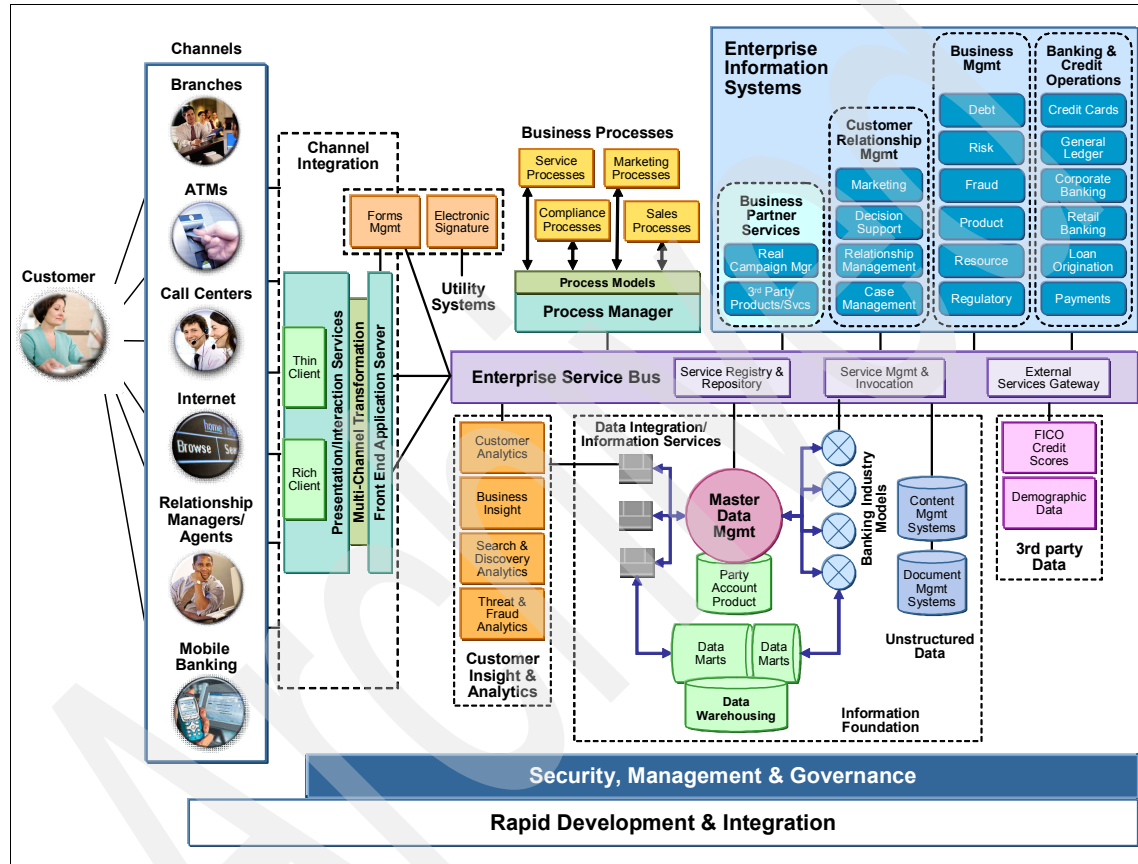 Channels
Branches
ATMs
Call Centers
Internet
home
Browse
Relationship
Managers/
Agents
Mobile
Banking
Customer
Channel
Integration
Thin
Client
Rich
Client
Presentation/Interaction Services
Multi-Channel Transformation
Front End Application Server
Forms
Mgmt
Electronic
Signature
Utility
Systems
Business Processes
Service
Processes
Marketing
Processes
Compliance
Processes
Sales
Processes
Process Models
Process Manager
Enterprise
Information
Systems
Business
Partner
Services
Real
Campaign Mgr
3rd Party
Products/Svcs
Customer
Relationship
Mgmt
Marketing
Decision
Support
Relationship
Management
Case
Management
Business
Mgmt
Debt
Risk
Fraud
Product
Resource
Regulatory
Banking &
Credit
Operations
Credit Cards
General
Ledger
Corporate
Banking
Retail
Banking
Loan
Origination
Payments
Enterprise Service Bus
Service Registry &
Repository
Service Mgmt &
Invocation
External
Services Gateway
Customer
Analytics
Business
Insight
Search &
Discovery
Analytics
Threat &
Fraud
Analytics
Customer
Insight &
Analytics
Data Integration/
Information Services
Master
Data
Mgmt
Party
Account
Product
Banking Industry
Models
Data
Marts
Data
Marts
Data
Warehousing
Content
Mgmt
Systems
Document
Mgmt
Systems
Unstructured
Data
Information
Foundation
FICO
Credit
Scores
Demographic
Data
3rd party
Data
Security, Management & Governance
Rapid Development & Integration